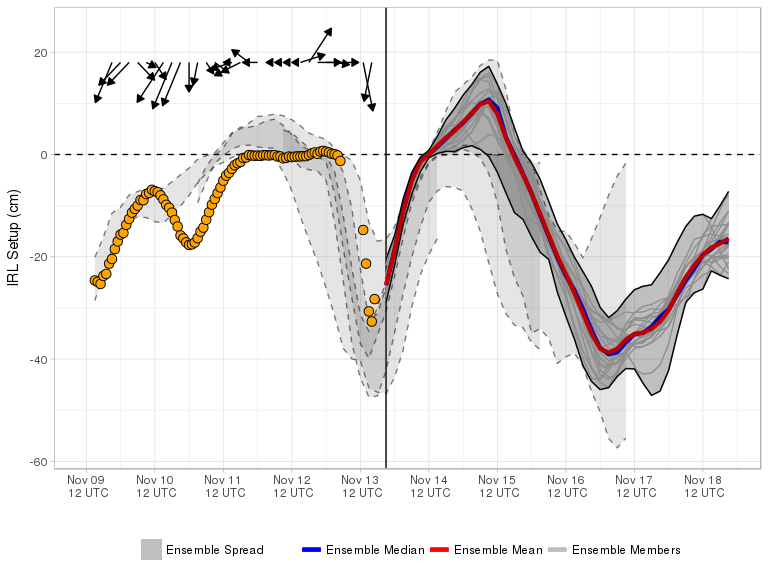 IRL Setup (cm)
20
0
-20
-40
-60
Nov 09
12 UTC
Nov 10
12 UTC
Nov 11
12 UTC
Nov 12
12 UTC
Nov 13
12 UTC
Nov 14
12 UTC
Nov 15
12 UTC
Nov 16
12 UTC
Nov 17
12 UTC
Nov 18
12 UTC
Ensemble Spread
Ensemble Median
Ensemble Mean
Ensemble Members